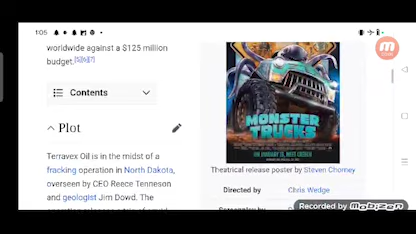 1:05
worldwide against a $125 million
budget.[5][6][7]
Contents
Plot
Terravex Oil is in the midst of a
fracking operation in North Dakota,
overseen by CEO Reece Tenneson
and geologist Jim Dowd. The
MONSTER
TRUCKS
Theatrical release poster by Steven Chorney
Directed by
Chris Wedge
Recorded by mobizen